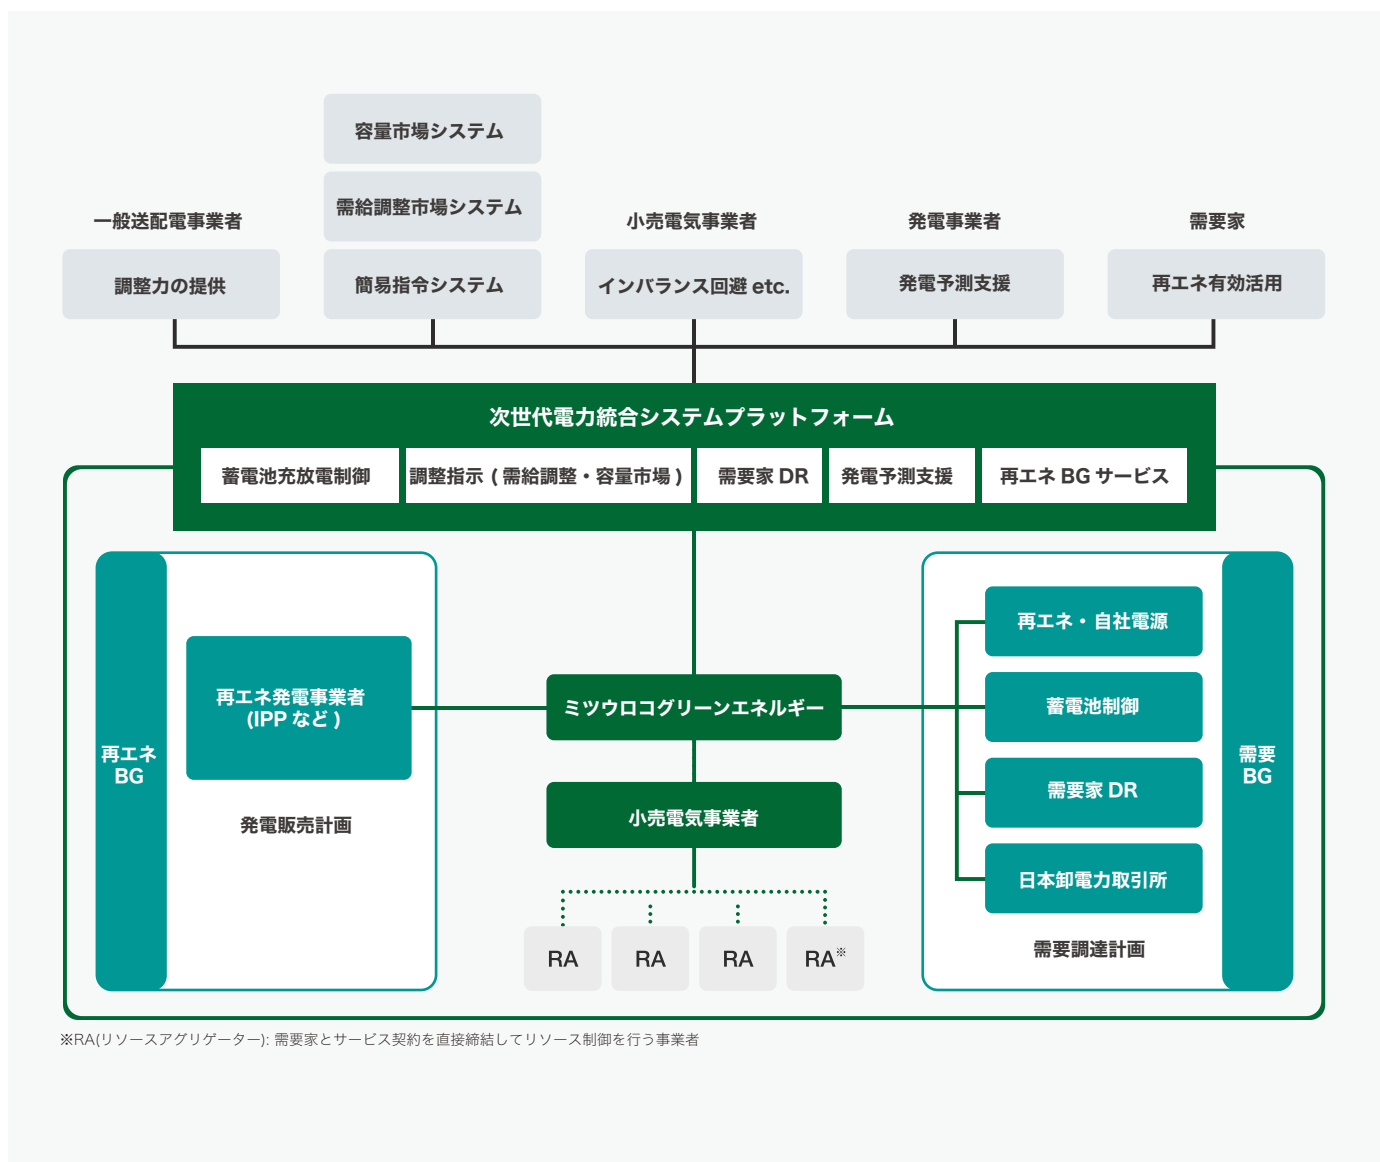 容量市場システム
需給調整市場システム
簡易指令システム
一般送配電事業者
調整力の提供
小売電気事業者
インバランス回避 etc.
発電事業者
発電予測支援
需要家
再エネ有効活用
次世代電力統合システムプラットフォーム
蓄電池充放電制御
調整指示 ( 需給調整・容量市場 )
需要家 DR
発電予測支援
再エネ BG サービス
再エネ
BG
再エネ発電事業者
(IPP など )
発電販売計画
ミツウロコグリーンエネルギー
小売電気事業者
RA
RA
RA
RA※
再エネ・自社電源
蓄電池制御
需要家 DR
日本卸電力取引所
需要調達計画
需要
BG
※RA(リソースアグリゲーター): 需要家とサービス契約を直接締結してリソース制御を行う事業者